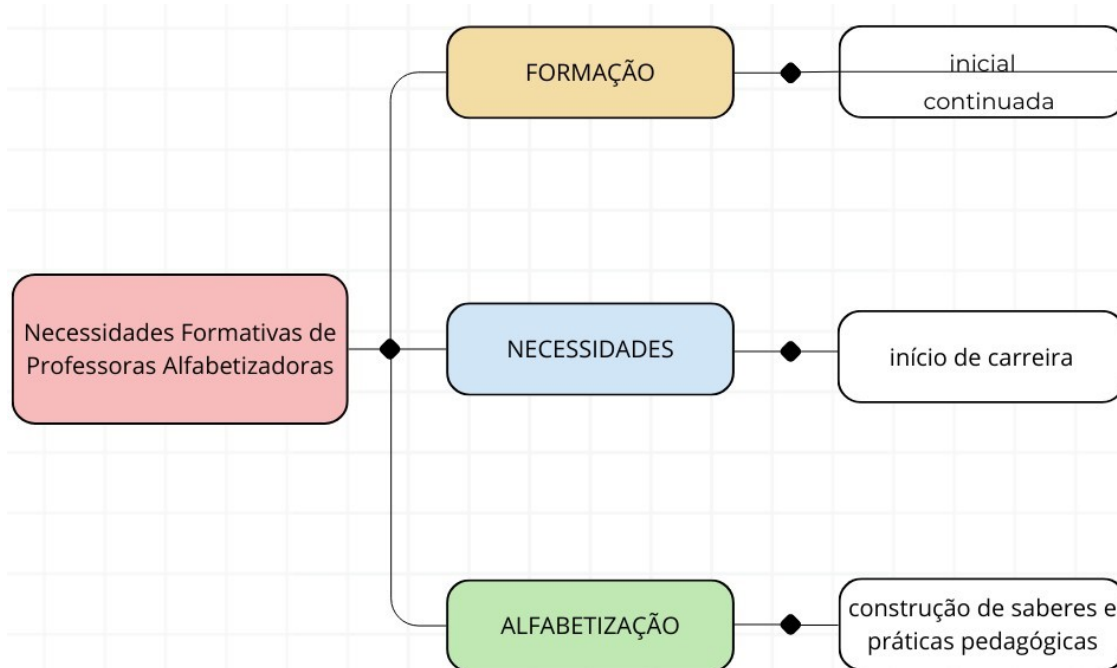 FORMAÇÃO
inicial
continuada
Necessidades Formativas de
Professoras Alfabetizadoras
NECESSIDADES
início de carreira
ALFABETIZAÇÃO
construção de saberes e
práticas pedagógicas